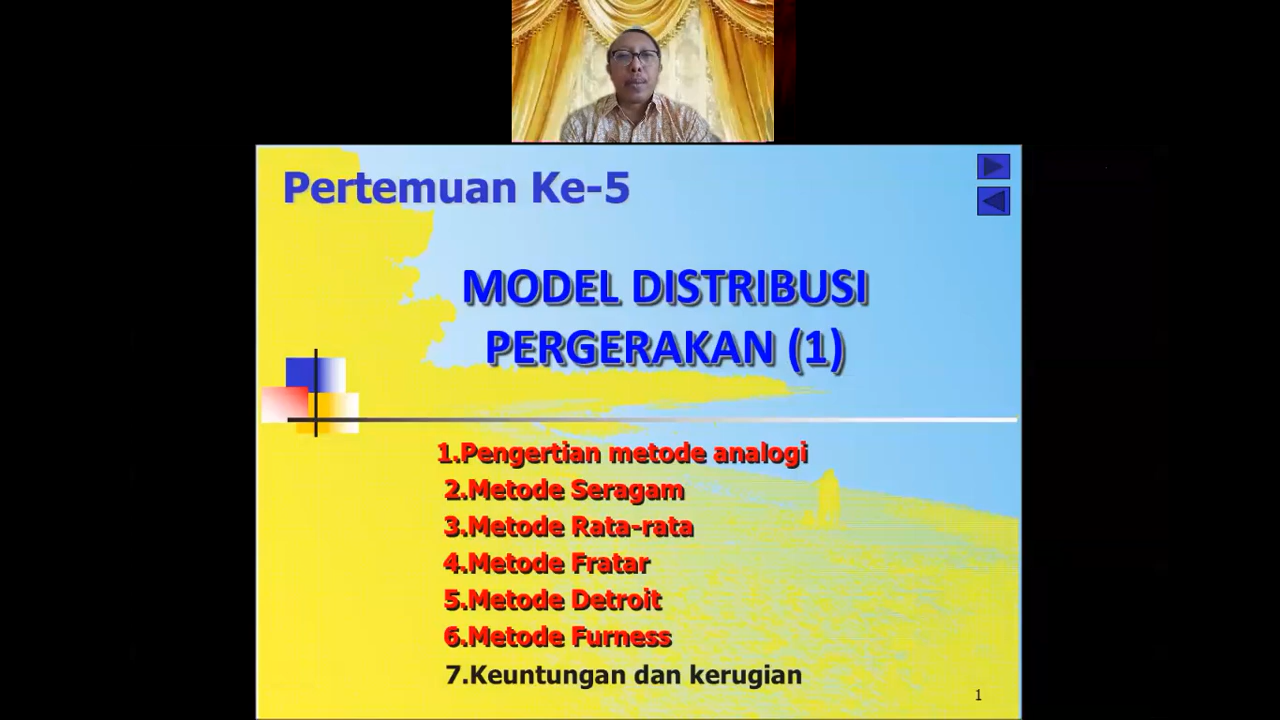 Pertemuan Ke-5
MODEL DISTRIBUSI
PERGERAKAN (1)
1.Pengertian metode analogi
2.Metode Seragam
3.Metode Rata-rata
4.Metode Fratar
5.Metode Detroit
6.Metode Furness
7.Keuntungan dan kerugian
1